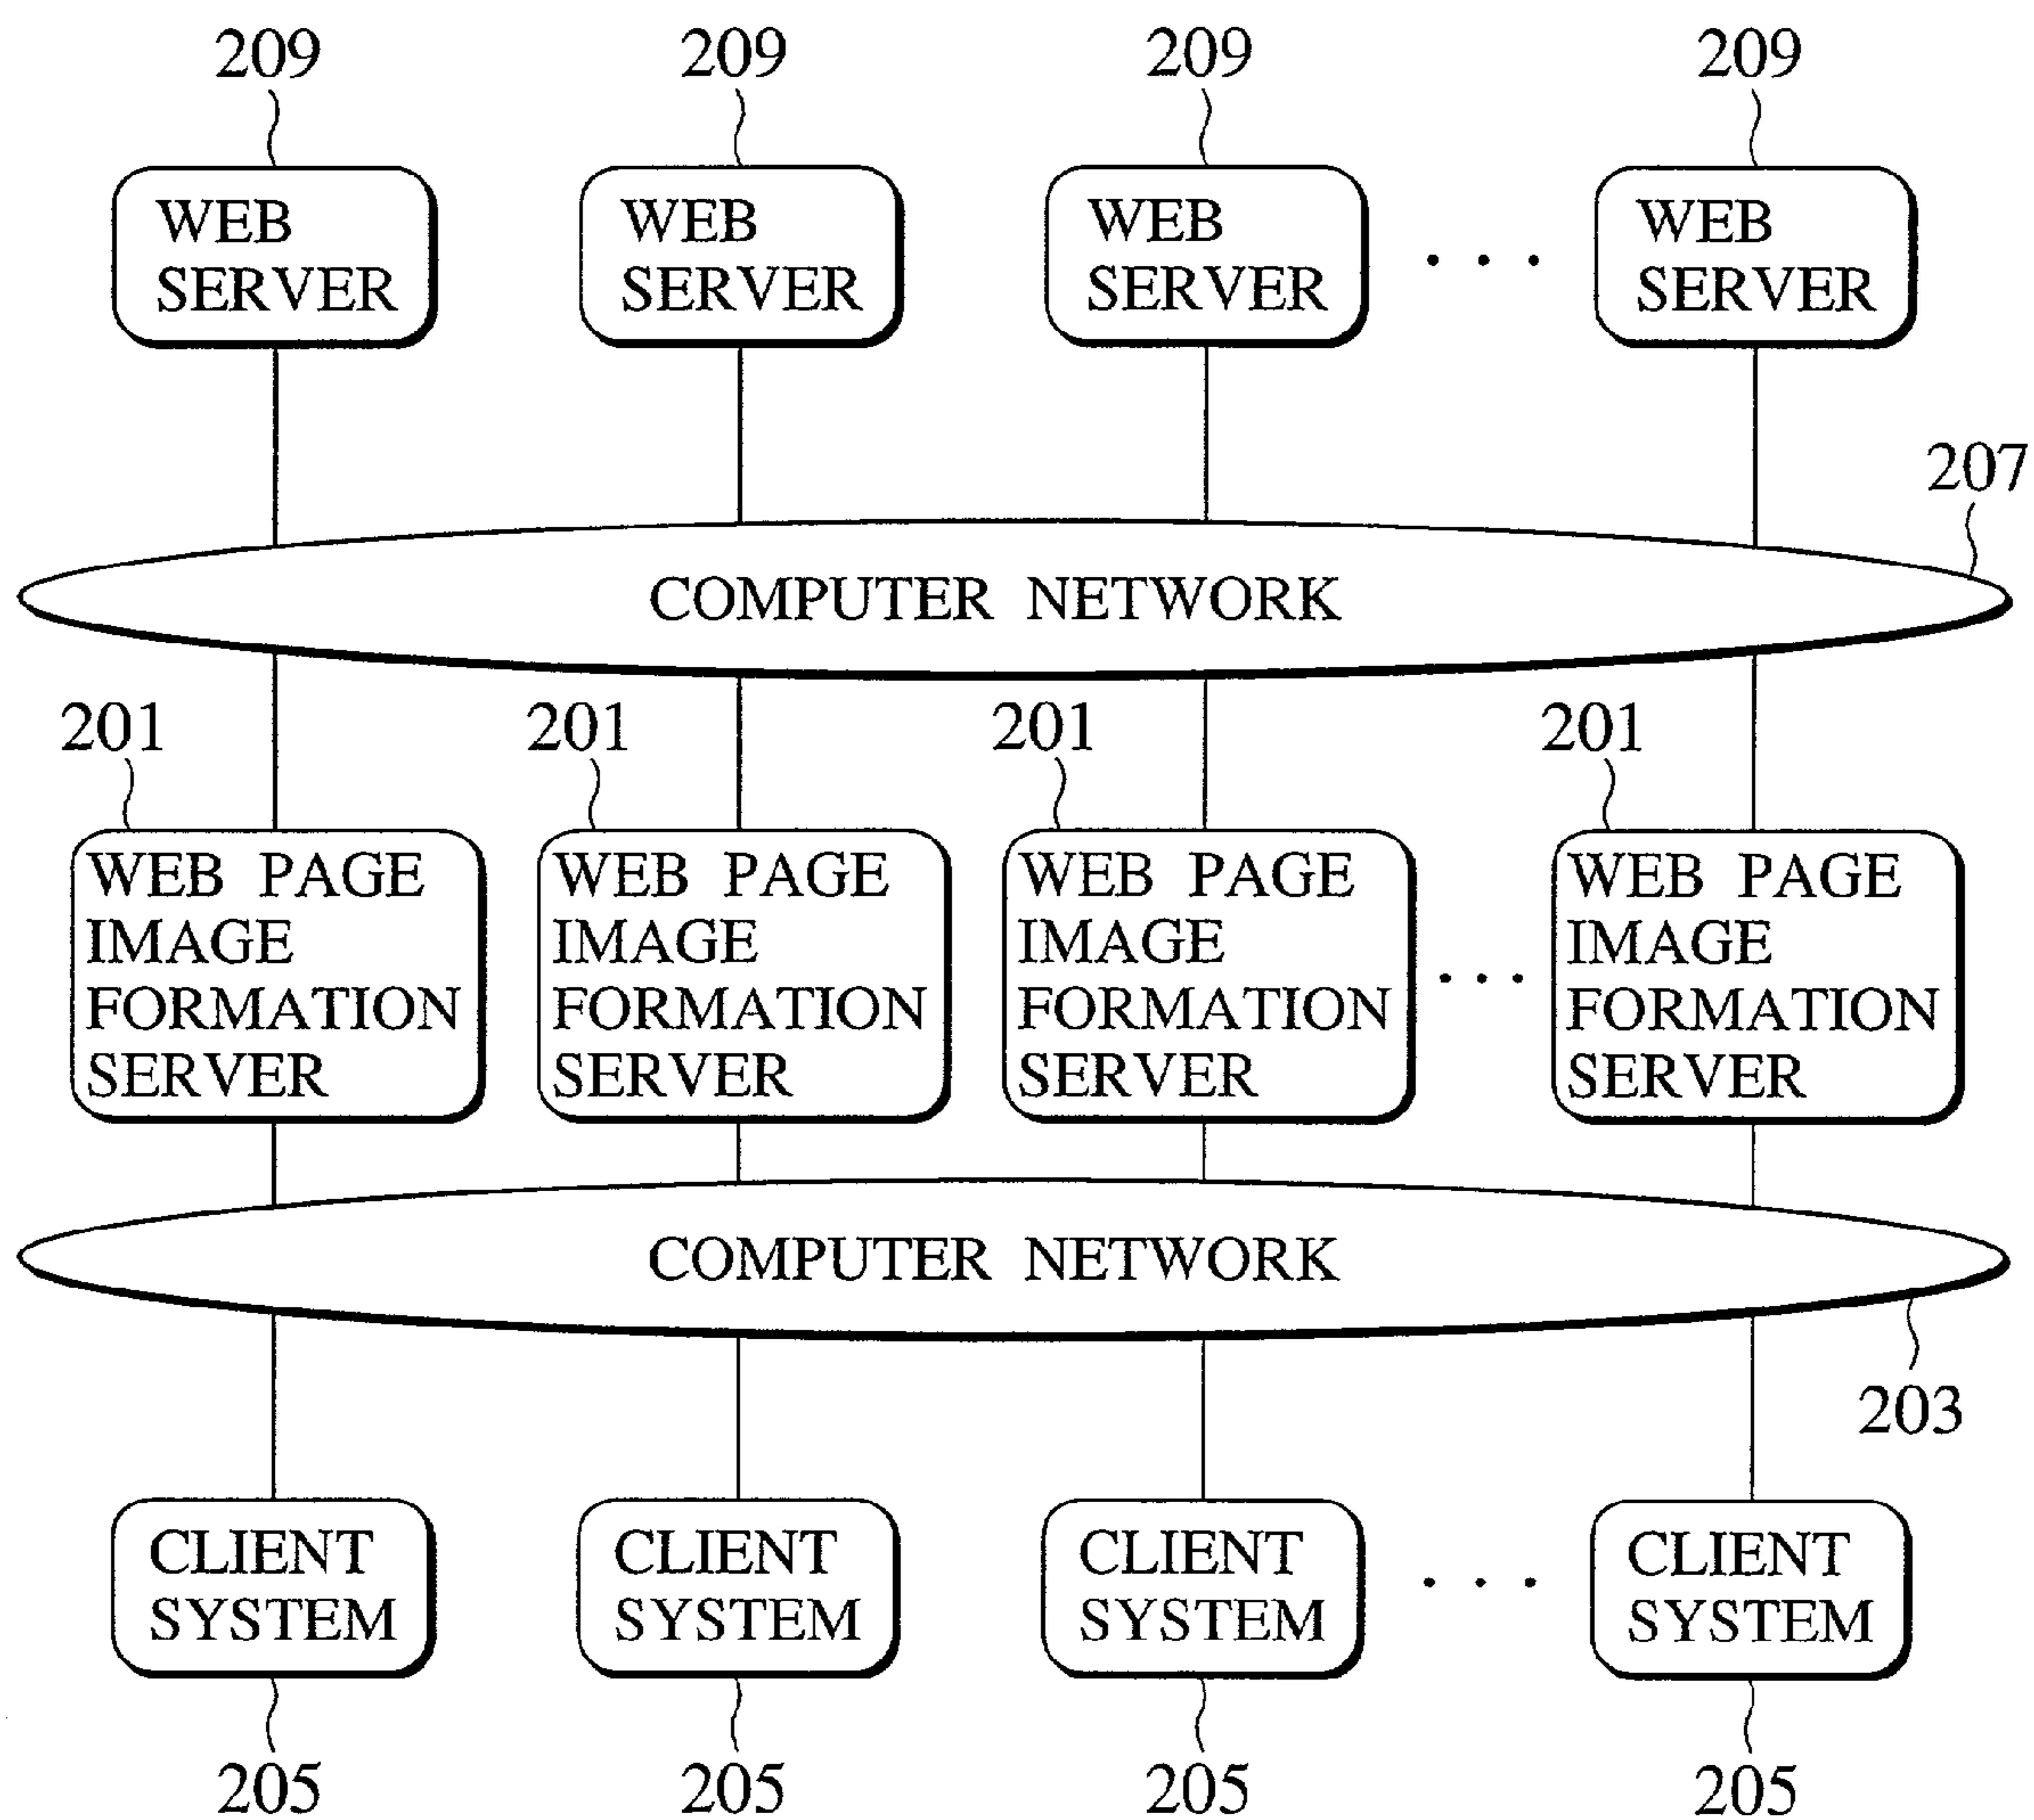 209 209 209 209
WEB SERVER
WEB SERVER
WEB SERVER
. . .
WEB SERVER
207
COMPUTER NETWORK
201 201 201 201
WEB PAGE
IMAGE
FORMATION
SERVER
WEB PAGE
IMAGE
FORMATION
SERVER
WEB PAGE
IMAGE
FORMATION
SERVER
. . .
WEB PAGE
IMAGE
FORMATION
SERVER
COMPUTER NETWORK
203
CLIENT
SYSTEM
CLIENT
SYSTEM
CLIENT
SYSTEM
. . .
CLIENT
SYSTEM
205 205 205 205